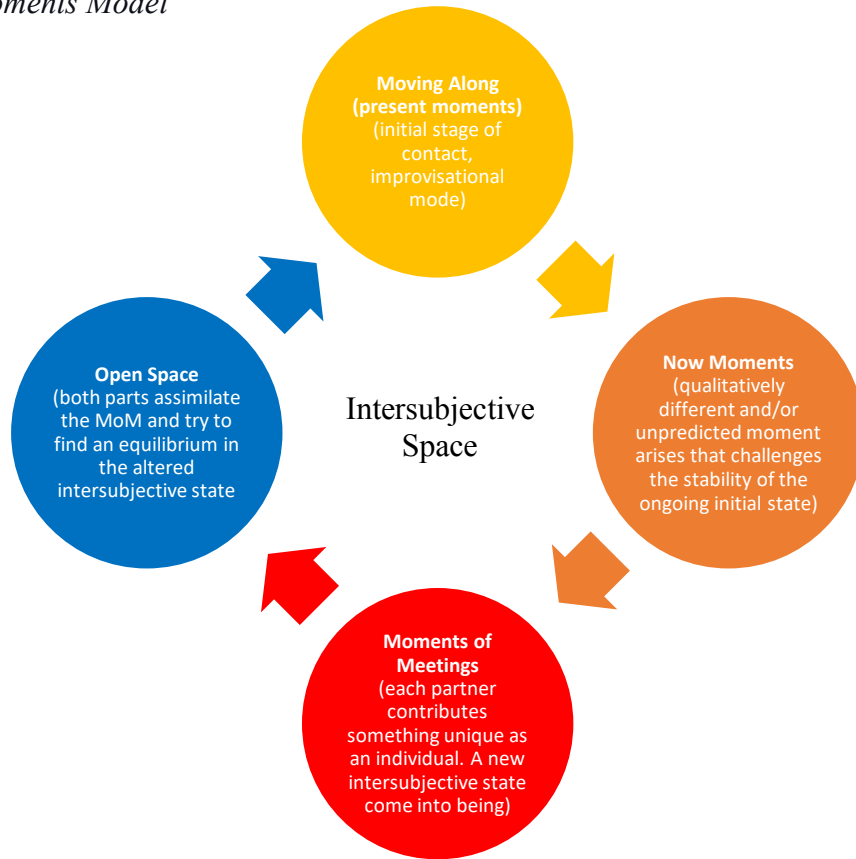 Model
Moving Along
(present moments)
(initial stage of
contact,
improvisational
mode)
Open Space
(both parts assimilate
the MoM and try to
find an equilibrium in
the altered
intersubjective state
Intersubjective
Space
Now Moments
(qualitatively
different and/or
unpredicted moment
arises that challenges
the stability of the
ongoing initial state)
Moments of
Meetings
(each partner
contributes
something unique as
an individual. A new
intersubjective state
come into being)